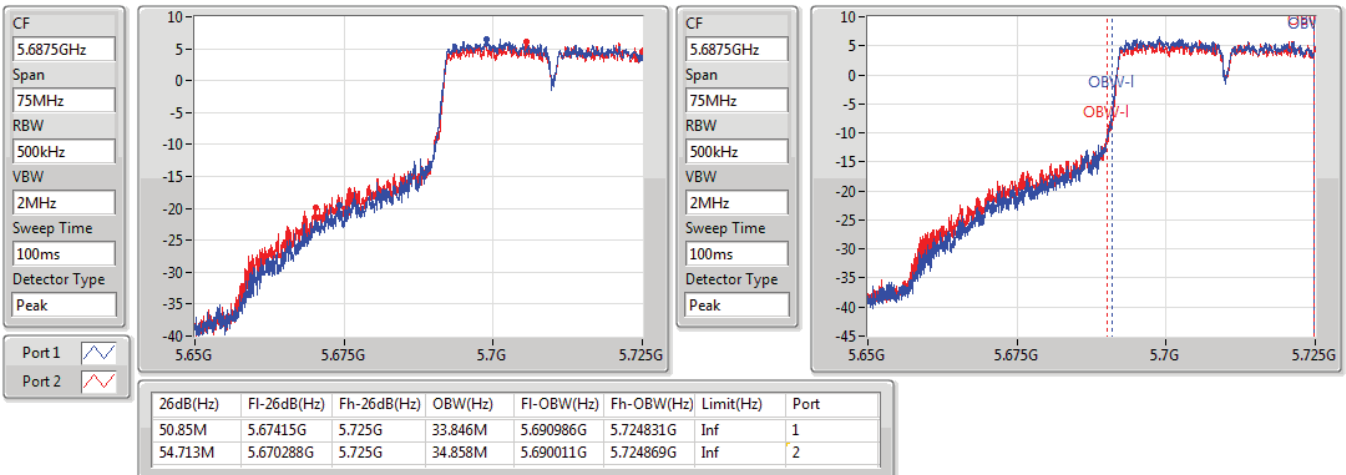 CF
5.6875GHz
Span
75MHz
RBW
500kHz
VBW
2MHz
Sweep Time
100ms
Detector Type
Peak
Port 1
Port 2
10
5
0
-5
-10
-15
-20
-25
-30
-35
-40
5.65G 5.675G 5.7G 5.725G
CF
5.6875GHz
Span
75MHz
RBW
500kHz
VBW
2MHz
Sweep Time
100ms
Detector Type
Peak
10
5
0
-5
-10
-15
-20
-25
-30
-35
-40
-45
OBW-l
OBW-l
OBW
5.65G 5.675G 5.7G 5.725G
26dB(Hz) Fl-26dB(Hz) Fh-26dB(Hz) OBW(Hz) Fl-OBW(Hz) Fh-OBW(Hz) Limit(Hz) Port
50.85M 5.67415G 5.725G 33.846M 5.690986G 5.724831G Inf 1
54.713M 5.670288G 5.725G 34.858M 5.690011G 5.724869G Inf 2